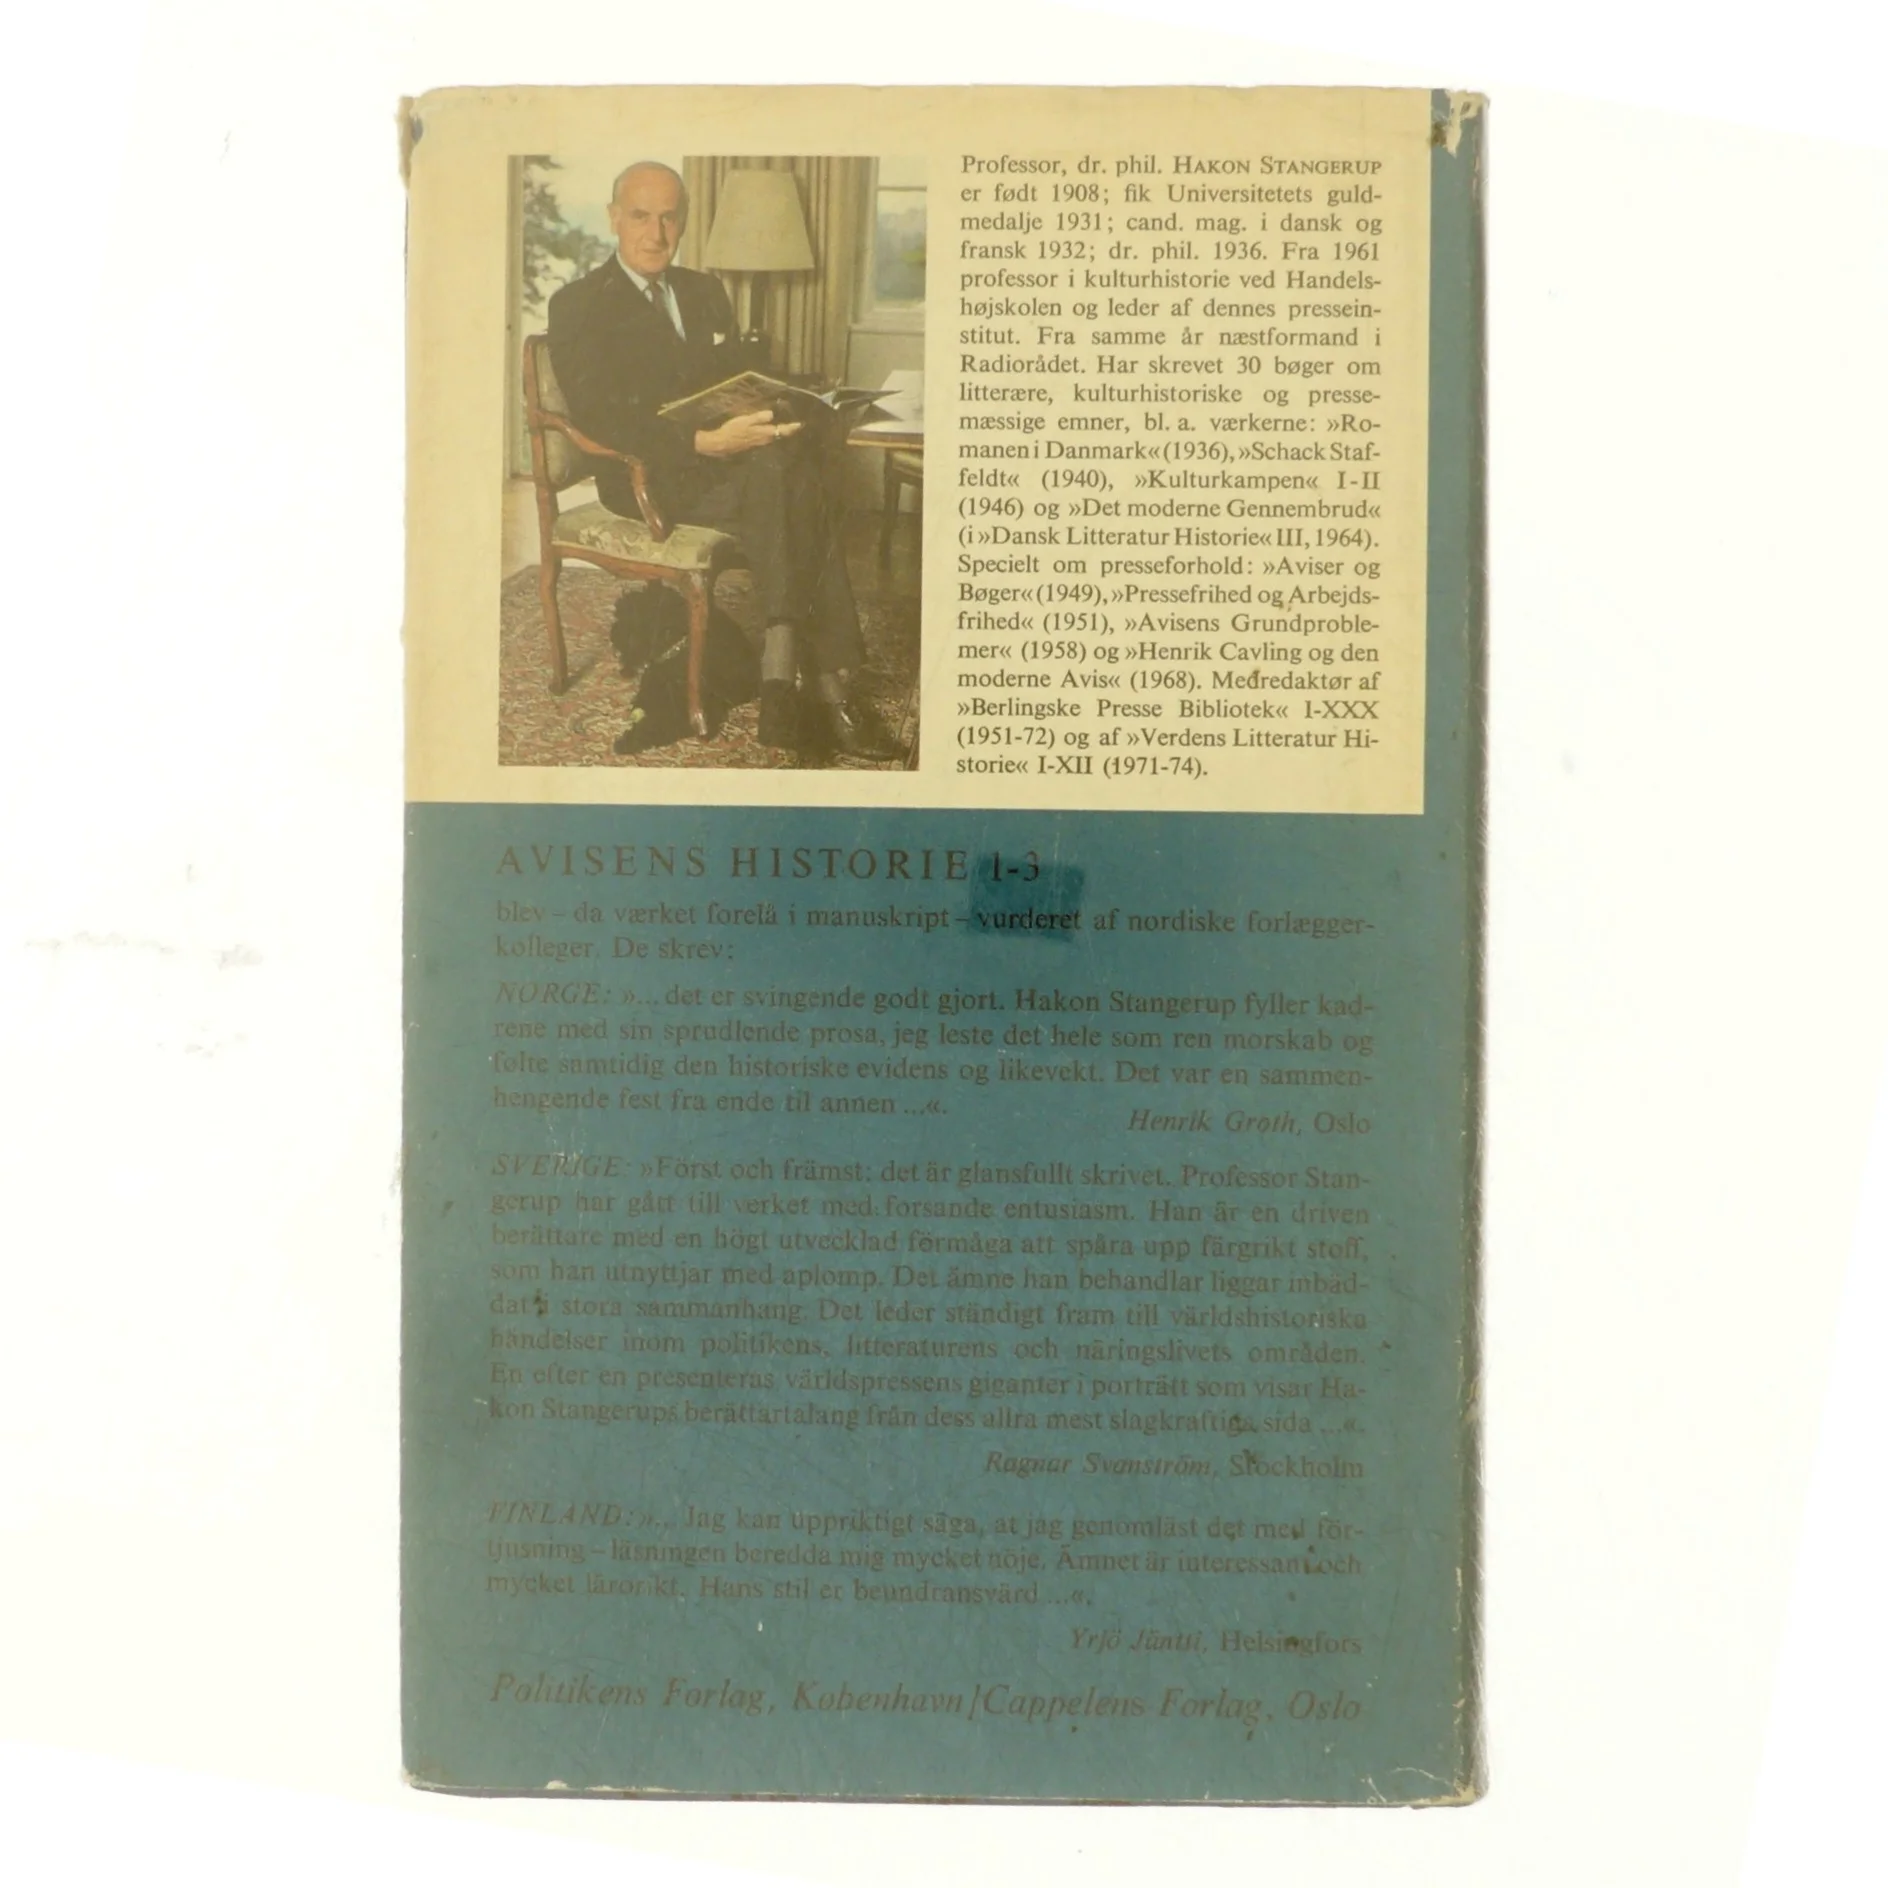 Professor, dr. phil. HAKON STANGERUP
er født 1908; fik Universitetets guld-
medalje 1931; cand. mag. i dansk og
fransk 1932; dr. phil. 1936. Fra 1961
professor i kulturhistorie ved Handels-
højskolen og leder af dennes pressein-
stitut. Fra samme år næstformand i
Radiorådet. Har skrevet 30 bøger om
litterære, kulturhistoriske og presse-
mæssige emner, bl. a. værkerne: »Ro-
manen i Danmark« (1936), »Schack Staf-
feldt« (1940), »Kulturkampen« I-II
(1946) og »Det moderne Gennembrud«
(i »Dansk Litteratur Historie« III, 1964).
Specielt om presseforhold: »Aviser og
Bøger« (1949), »Pressefrihed og Arbejds-
frihed« (1951), »Avisens Grundproble-
mer« (1958) og »Henrik Cavling og den
moderne Avis« (1968). Medredaktør af
»Berlingske Presse Bibliotek« I-XXX
(1951-72) og af »Verdens Litteratur Hi-
storie« I-XII (1971-74).
AVISENS HISTORIE 1-3
blev – da værket forelå i manuskript – vurderet af nordiske forlægger-
kolleger. De skrev:
NORGE: »... det er svingende godt gjort. Hakon Stangerup fyller kad-
rene med sin sprudlende prosa, jeg leste det hele som ren morskab og
følte samtidig den historiske evidens og likevekt. Det var en sammen-
hengende fest fra ende til annen ...«.
Henrik Groth, Oslo
SVERIGE: »Först och främst: det är glansfullt skrivet. Professor Stan-
gerup har gått till verket med forsande entusiasm. Han är en driven
berättare med en högt utvecklad förmåga att spåra upp färgrikt stoff,
som han utnyttjar med aplomp. Det ämne han behandlar liggar inbäd-
dat i stora sammanhang. Det leder ständigt fram till världshistoriska
händelser inom politikens, litteraturens och näringslivets områden.
En efter en presenteras världspressens giganter i porträtt som visar Ha-
kon Stangerups berättartalang från dess allra mest slagkraftiga sida ...«.
Ragnar Svanström, Stockholm
FINLAND: »... Jag kan uppriktigt säga, at jag genomläst det med för-
tjusning – läsningen beredda mig mycket nöje. Ämnet är interessant och
mycket lärorikt. Hans stil er beundransvärd ...«.
Yrjö Jäntti, Helsingfors
Politikens Forlag, København/Cappelens Forlag, Oslo